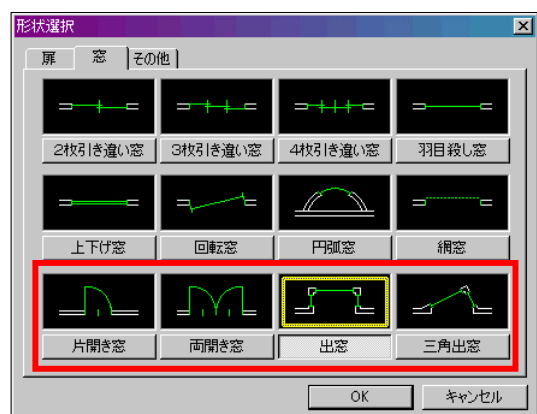 形状選択
扉 窓 その他
2枚引き違い窓 3枚引き違い窓 4枚引き違い窓 羽目殺し窓
上下げ窓 回転窓 円弧窓 網窓
片開き窓 両開き窓 出窓 三角出窓
OK キャンセル